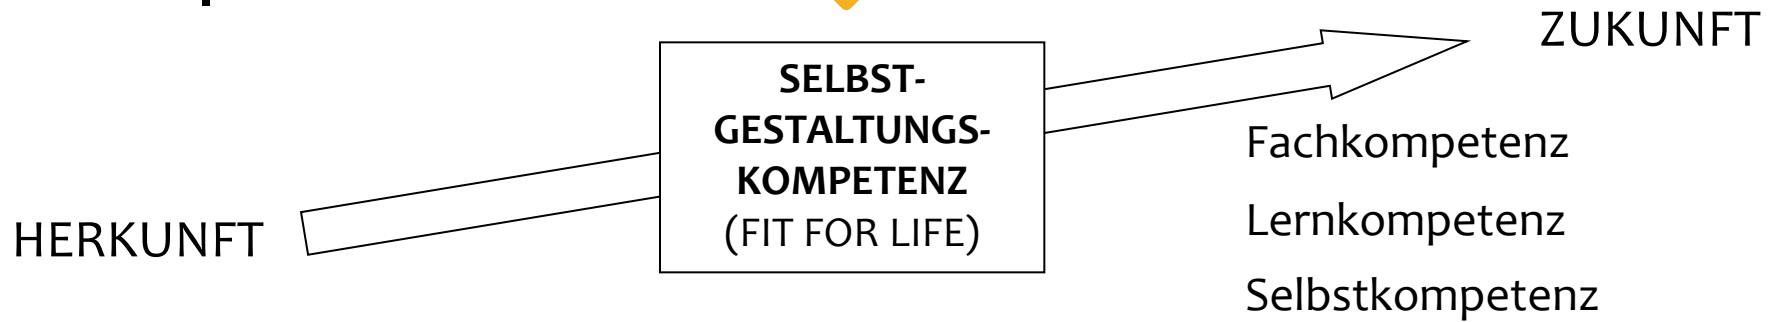 ZUKUNFT
SELBST-
GESTALTUNGS-
KOMPETENZ
(FIT FOR LIFE)
HERKUNFT
Fachkompetenz
Lernkompetenz
Selbstkompetenz